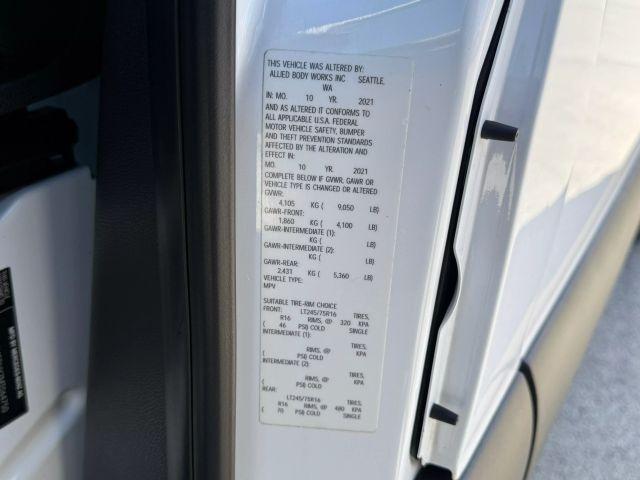 THIS VEHICLE WAS ALTERED BY:
ALLIED BODY WORKS INC SEATTLE,
WA
IN: MO. 10 YR. 2021
AND AS ALTERED IT CONFORMS TO
ALL APPLICABLE U.S.A. FEDERAL
MOTOR VEHICLE SAFETY, BUMPER
AND THEFT PREVENTION STANDARDS
AFFECTED BY THE ALTERATION AND
EFFECT IN:
MO. 10 YR. 2021
COMPLETE BELOW IF GVWR, GAWR OR
VEHICLE TYPE IS CHANGED OR ALTERED
GVWR:
4,105 KG ( 9,050 LB)
GAWR-FRONT:
1,860 KG ( 4,100 LB)
GAWR-INTERMEDIATE (1):
KG ( LB)
GAWR-INTERMEDIATE (2):
KG ( LB)
GAWR-REAR:
2,431 KG ( 5,360 LB)
VEHICLE TYPE:
MPV
SUITABLE TIRE-RIM CHOICE
FRONT: LT245/75R16 TIRES,
R16 RIMS, @ 320 KPA
( 46 PSI) COLD SINGLE
INTERMEDIATE (1):
TIRES,
RIMS, @ KPA
( PSI) COLD
INTERMEDIATE (2):
TIRES,
RIMS, @ KPA
( PSI) COLD
REAR: LT245/75R16 TIRES,
R16 RIMS, @ 480 KPA
( 70 PSI) COLD SINGLE